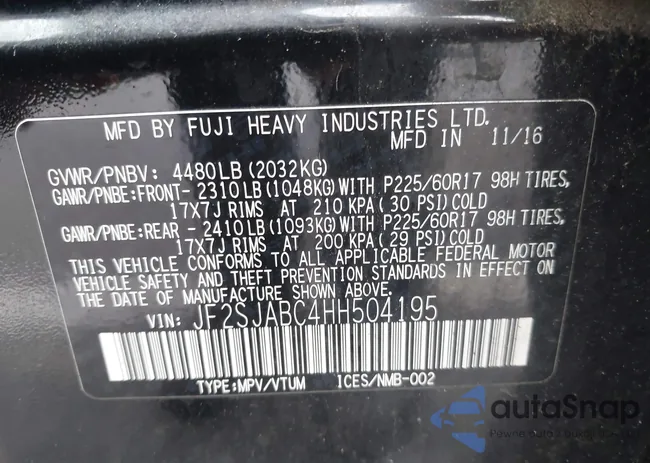 MFD BY FUJI HEAVY INDUSTRIES LTD.
MFD IN 11/16
GVWR/PNBV: 4480LB (2032KG)
GAWR/PNBE:FRONT- 2310LB (1048KG)WITH P225/60R17 98H TIRES,
17X7J RIMS AT 210 KPA (30 PSI) COLD
GAWR/PNBE:REAR - 2410LB (1093KG)WITH P225/60R17 98H TIRES,
17X7J RIMS AT 200 KPA (29 PSI) COLD
THIS VEHICLE CONFORMS TO ALL APPLICABLE FEDERAL MOTOR
VEHICLE SAFETY AND THEFT PREVENTION STANDARDS IN EFFECT ON
THE DATE OF MANUFACTURE SHOWN ABOVE.
VIN: JF2SJABC4HH504195
TYPE:MPV/VTUM ICES/NMB-002
autoSnap